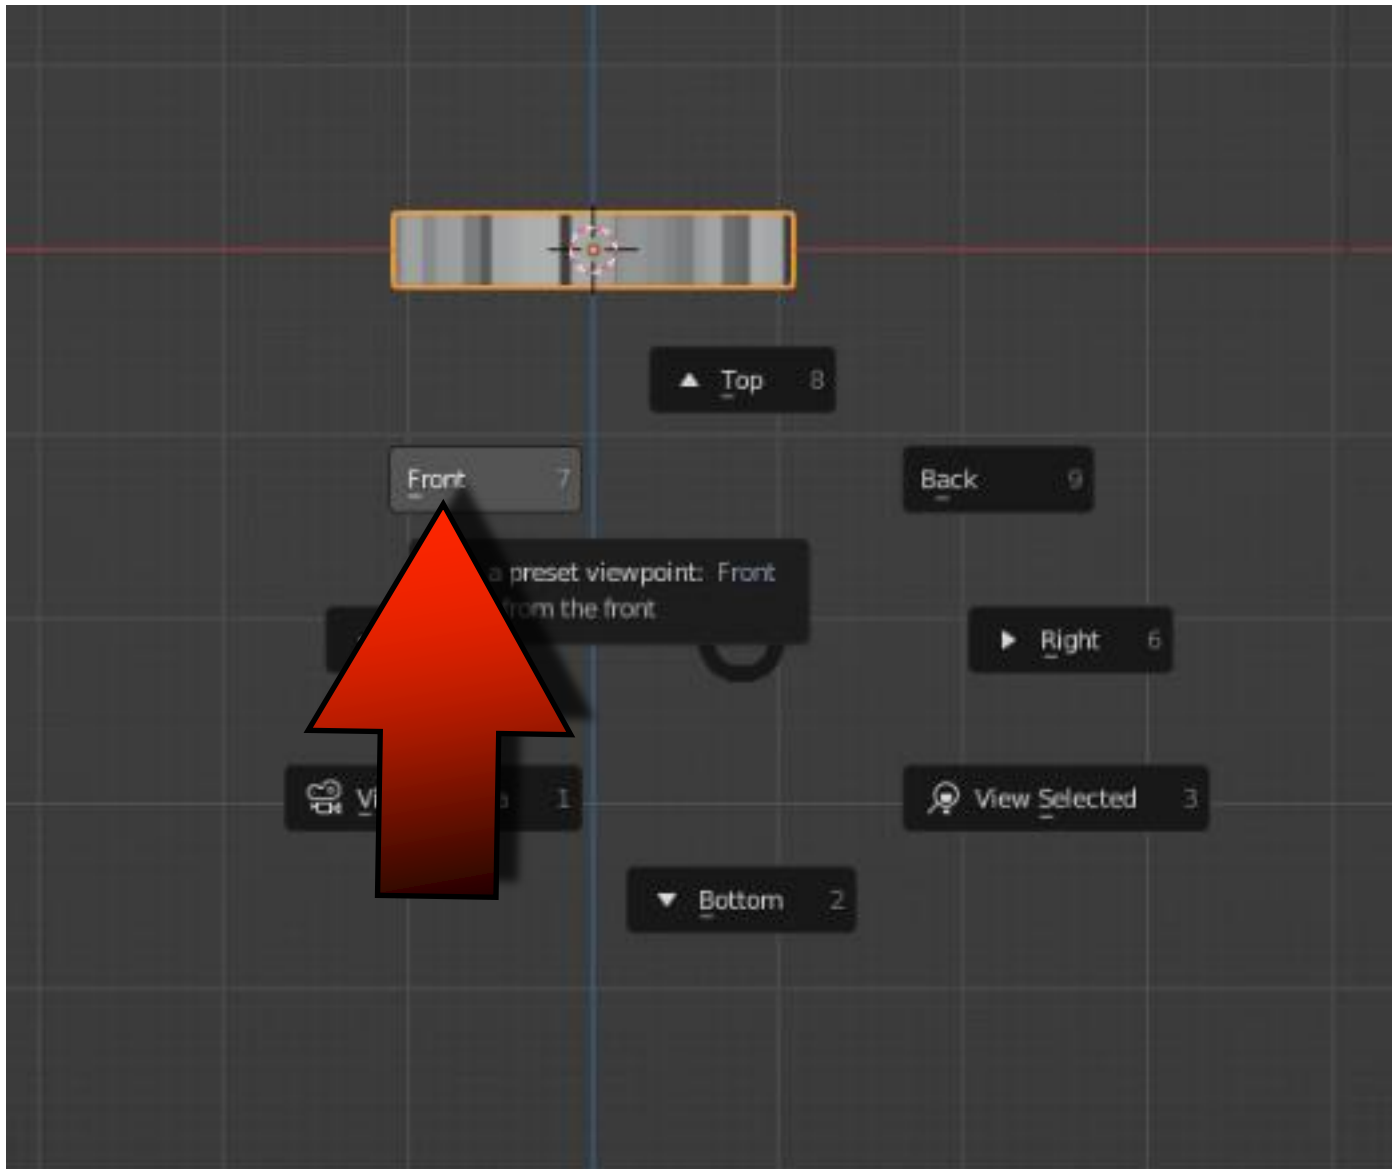 Top 8
Front 7
Back 9
preset viewpoint: Front
from the front
Right 6
1
View Selected 3
Bottom 2